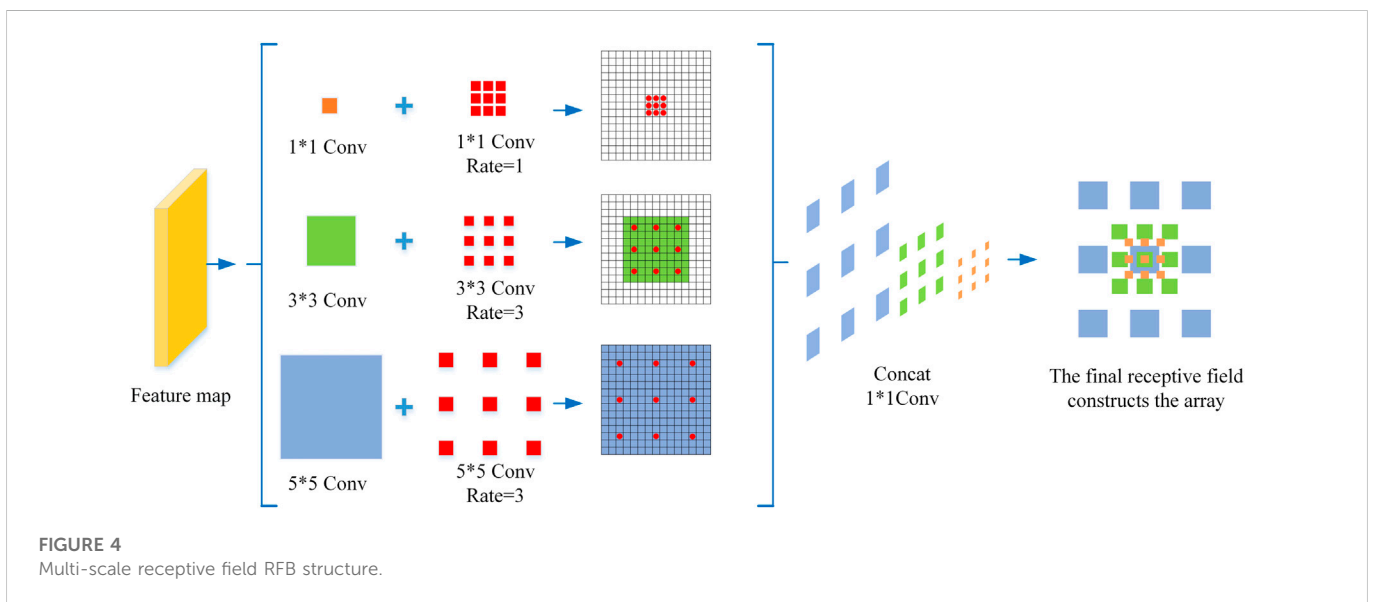 1*1 Conv
1*1 Conv
Rate=1
3*3 Conv
3*3 Conv
Rate=3
Feature map
5*5 Conv
5*5 Conv
Rate=3
Concat
1*1Conv
The final receptive field
constructs the array
FIGURE 4
Multi-scale receptive field RFB structure.